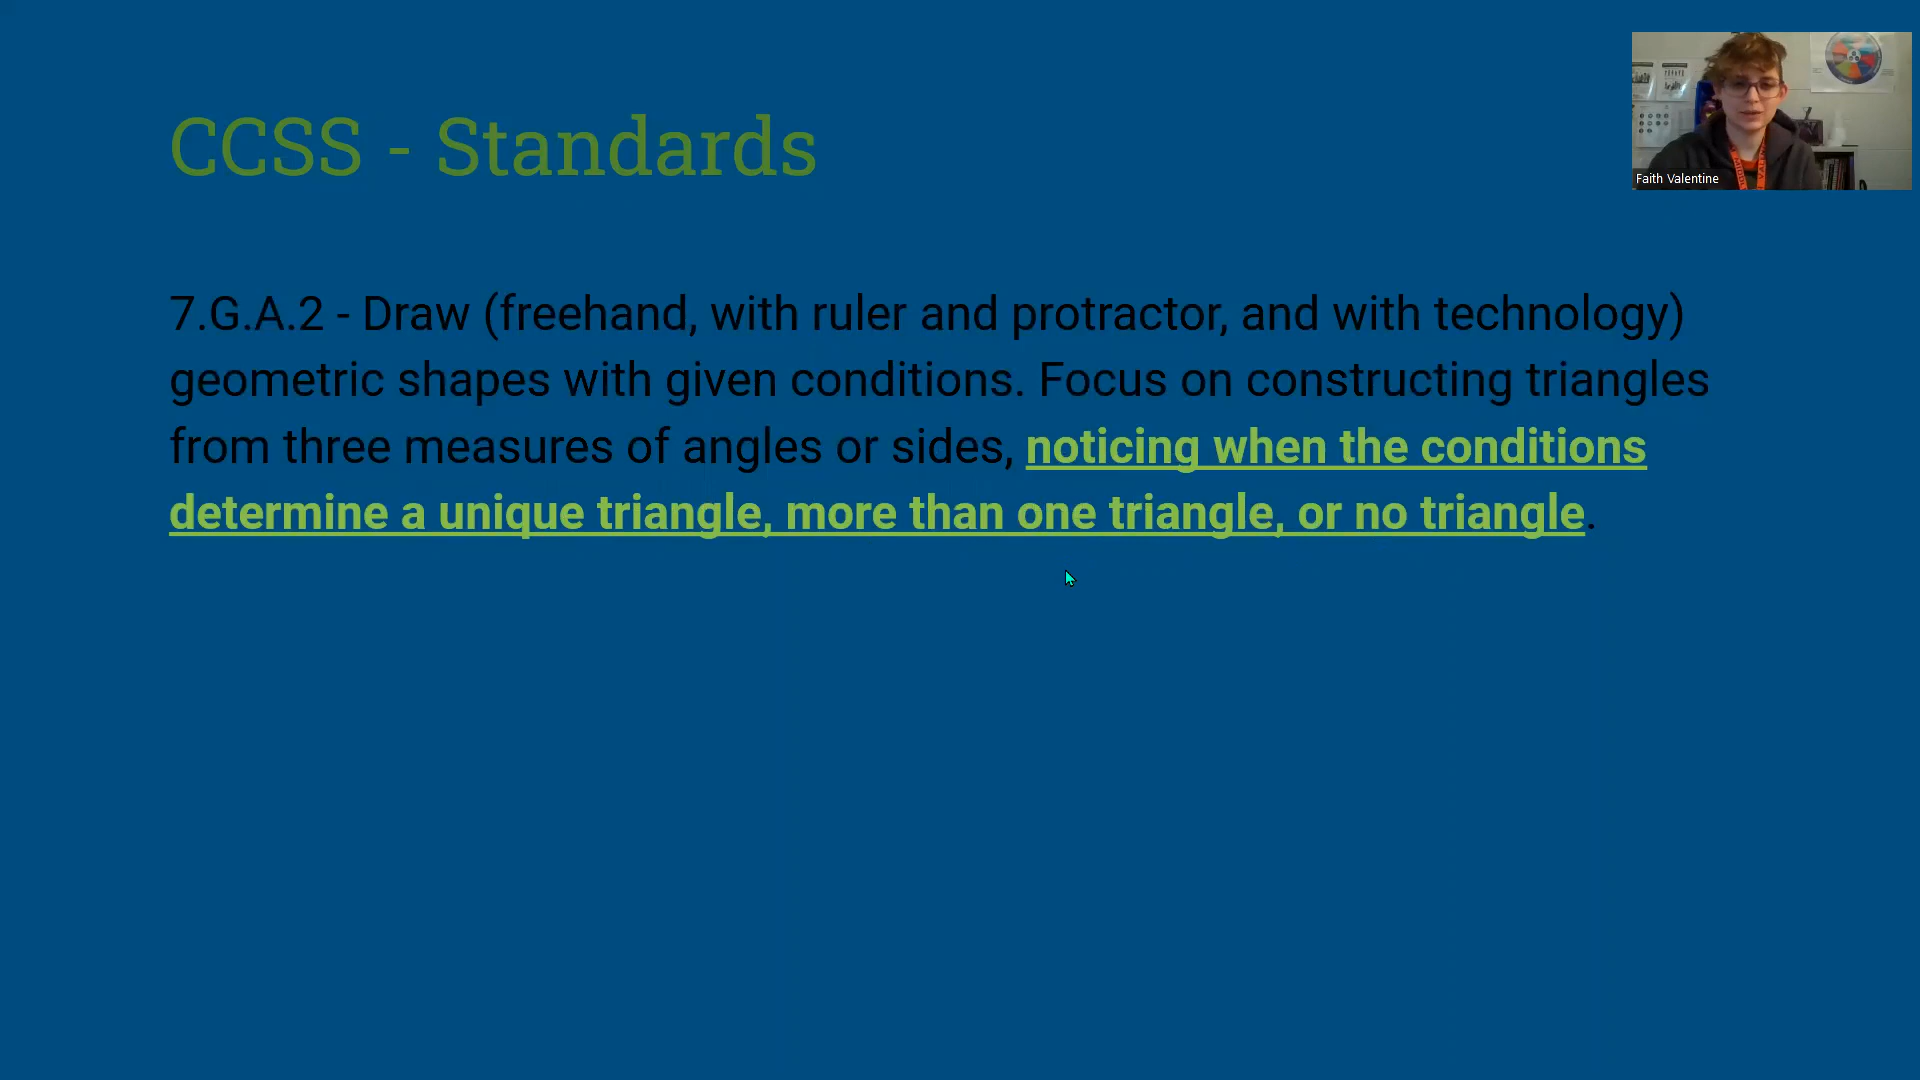 CCSS - Standards
Faith Valentine
7.G.A.2 - Draw (freehand, with ruler and protractor, and with technology)
geometric shapes with given conditions. Focus on constructing triangles
from three measures of angles or sides, noticing when the conditions
determine a unique triangle, more than one triangle, or no triangle.